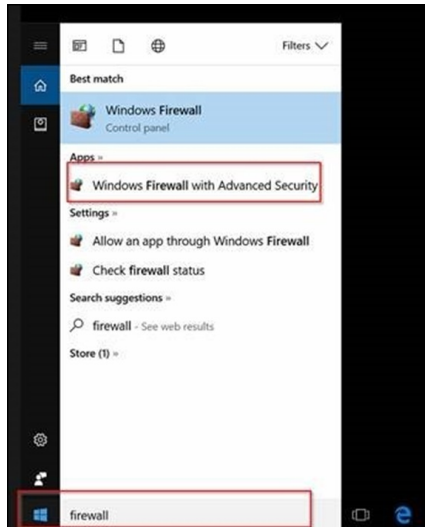 Filters
Best match
Windows Firewall
Control panel
Apps »
Windows Firewall with Advanced Security
Settings »
Allow an app through Windows Firewall
Check firewall status
Search suggestions »
firewall - See web results
Store (1) »
firewall